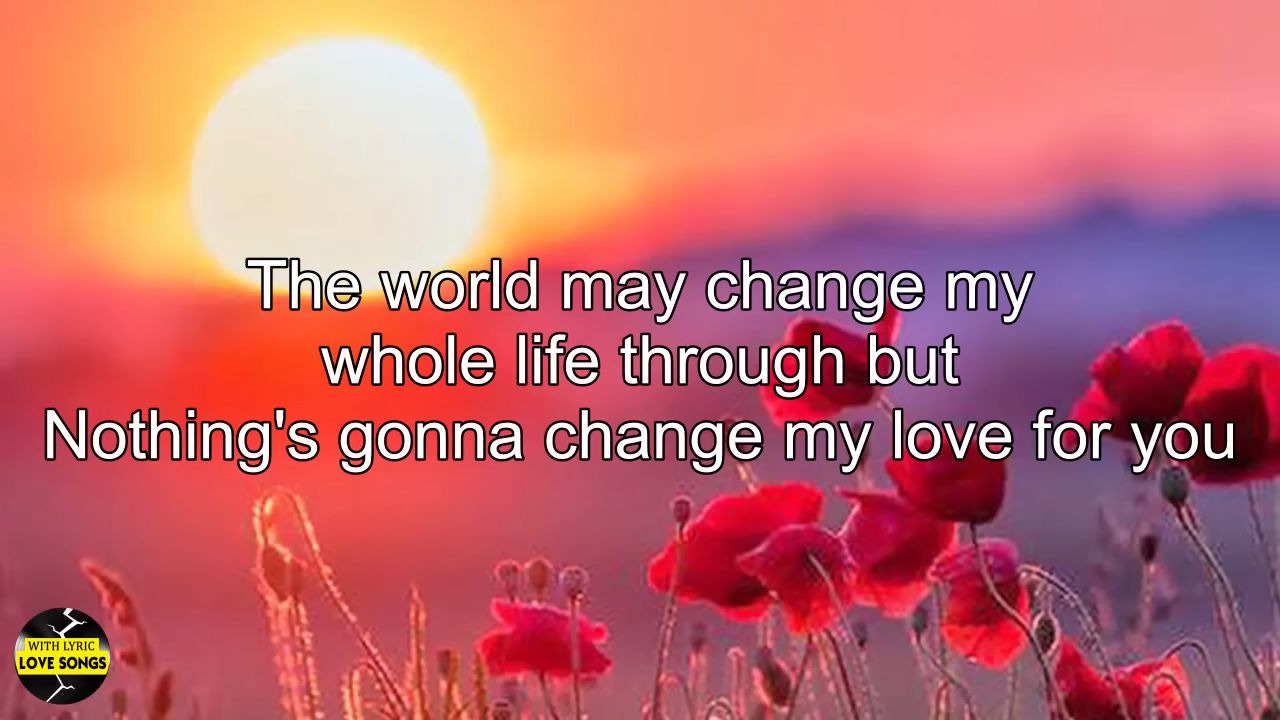 The world may change my
whole life through but
Nothing's gonna change my love for you
WITH LYRIC
LOVE SONGS